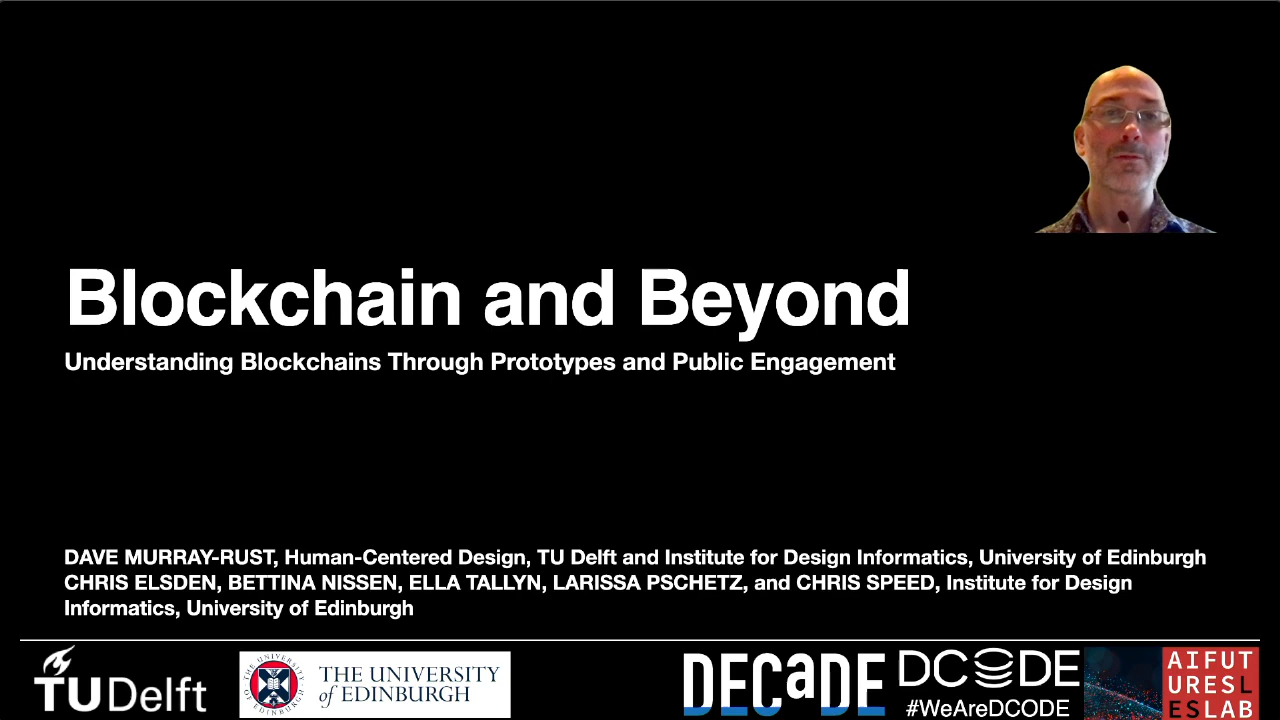 Blockchain and Beyond
Understanding Blockchains Through Prototypes and Public Engagement
DAVE MURRAY-RUST, Human-Centered Design, TU Delft and Institute for Design Informatics, University of Edinburgh
CHRIS ELSDEN, BETTINA NISSEN, ELLA TALLYN, LARISSA PSCHETZ, and CHRIS SPEED, Institute for Design
Informatics, University of Edinburgh
TUDelft
THE UNIVERSITY
of EDINBURGH
DECaDE
DCODE
#WeAreDCODE
AIFUT
URESL
ESLAB